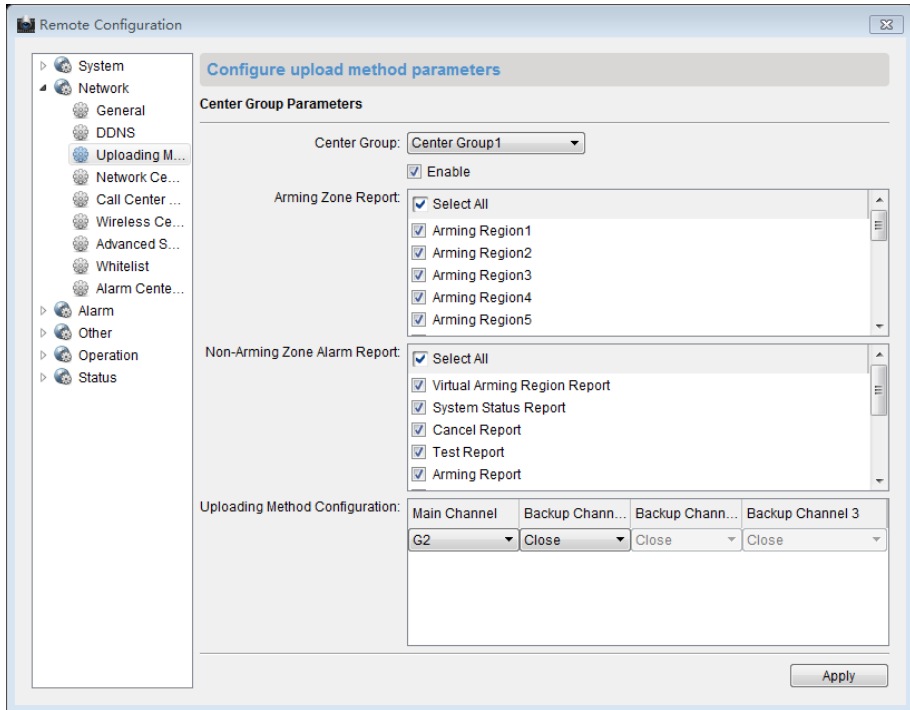 Remote Configuration
System
Network
General
DDNS
Uploading M...
Network Ce...
Call Center ...
Wireless Ce...
Advanced S...
Whitelist
Alarm Cente...
Alarm
Other
Operation
Status
Configure upload method parameters
Center Group Parameters
Center Group: Center Group1
Enable
Arming Zone Report: Select All
Arming Region1
Arming Region2
Arming Region3
Arming Region4
Arming Region5
Non-Arming Zone Alarm Report: Select All
Virtual Arming Region Report
System Status Report
Cancel Report
Test Report
Arming Report
Uploading Method Configuration: Main Channel Backup Chann... Backup Chann... Backup Channel 3
G2 Close Close Close
Apply